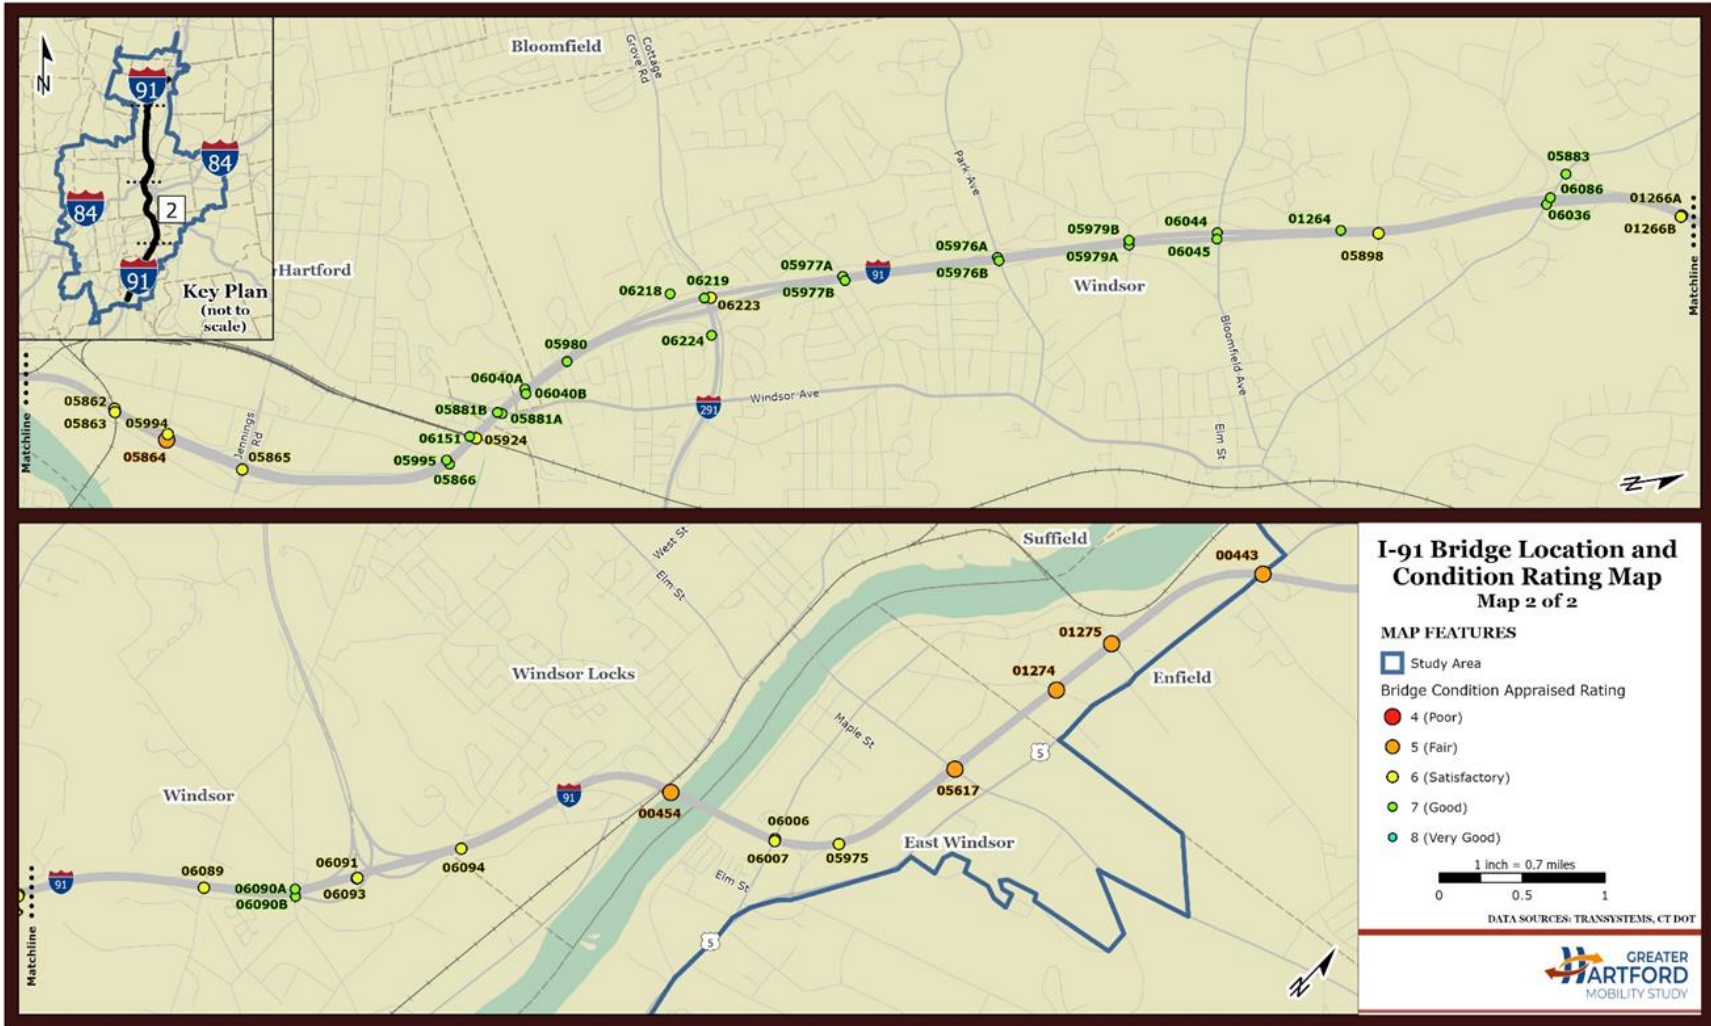 N
91
84
84
2
91
Key Plan
(not to
scale)
Bloomfield
Cottage
Grove Rd
Hartford
Park Ave
Windsor
Bloomfield Ave
Elm St
Windsor Ave
Jennings
Rd
91
291
Matchline
05862
05863
05994
05864
05865
05995
05866
06151
05924
05881B
05881A
06040A
06040B
05980
06218
06219
06223
06224
05977A
05977B
05976A
05976B
05979B
05979A
06044
06045
01264
05898
05883
06086
06036
01266A
01266B
Matchline
N
Suffield
West St
Elm St
Windsor Locks
Maple St
Enfield
East Windsor
Windsor
Elm St
Matchline
91
91
5
5
06089
06090A
06090B
06091
06093
06094
00454
06006
06007
05975
05617
01274
01275
00443
N
I-91 Bridge Location and
Condition Rating Map
Map 2 of 2
MAP FEATURES
Study Area
Bridge Condition Appraised Rating
4 (Poor)
5 (Fair)
6 (Satisfactory)
7 (Good)
8 (Very Good)
1 inch = 0.7 miles
0 0.5 1
DATA SOURCES: TRANSYSTEMS, CT DOT
GREATER
HARTFORD
MOBILITY STUDY